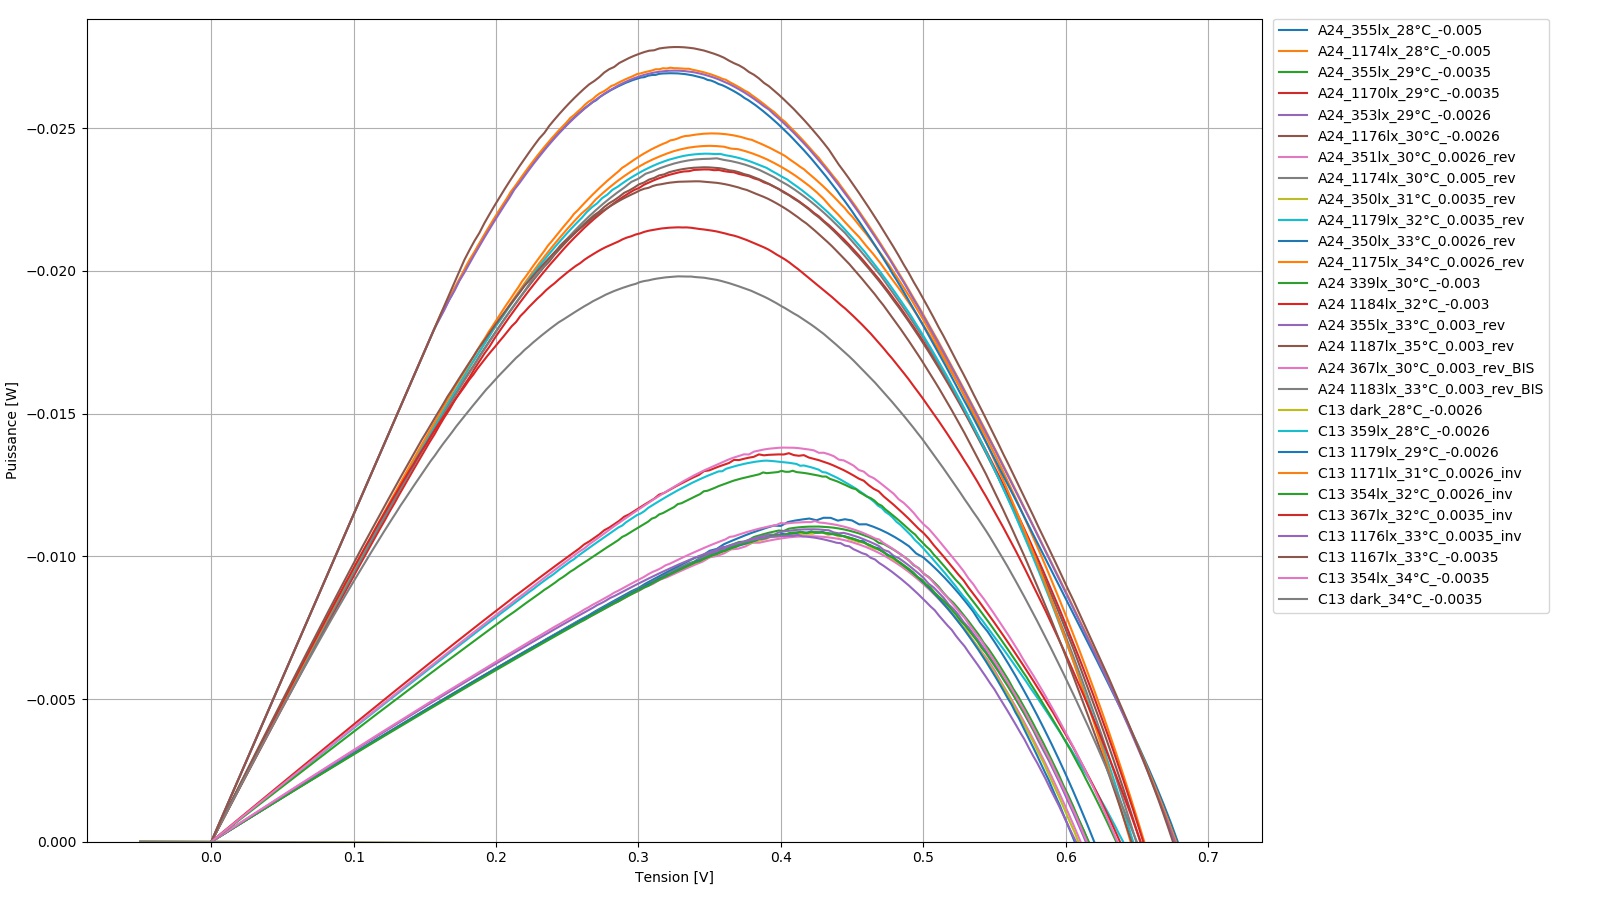 −0.025
−0.020
−0.015
−0.010
−0.005
0.000
Puissance [W]
0.0
0.1
0.2
0.3
0.4
0.5
0.6
0.7
Tension [V]
A24_355lx_28°C_-0.005
A24_1174lx_28°C_-0.005
A24_355lx_29°C_-0.0035
A24_1170lx_29°C_-0.0035
A24_353lx_29°C_-0.0026
A24_1176lx_30°C_-0.0026
A24_351lx_30°C_0.0026_rev
A24_1174lx_30°C_0.005_rev
A24_350lx_31°C_0.0035_rev
A24_1179lx_32°C_0.0035_rev
A24_350lx_33°C_0.0026_rev
A24_1175lx_34°C_0.0026_rev
A24 339lx_30°C_-0.003
A24 1184lx_32°C_-0.003
A24 355lx_33°C_0.003_rev
A24 1187lx_35°C_0.003_rev
A24 367lx_30°C_0.003_rev_BIS
A24 1183lx_33°C_0.003_rev_BIS
C13 dark_28°C_-0.0026
C13 359lx_28°C_-0.0026
C13 1179lx_29°C_-0.0026
C13 1171lx_31°C_0.0026_inv
C13 354lx_32°C_0.0026_inv
C13 367lx_32°C_0.0035_inv
C13 1176lx_33°C_0.0035_inv
C13 1167lx_33°C_-0.0035
C13 354lx_34°C_-0.0035
C13 dark_34°C_-0.0035